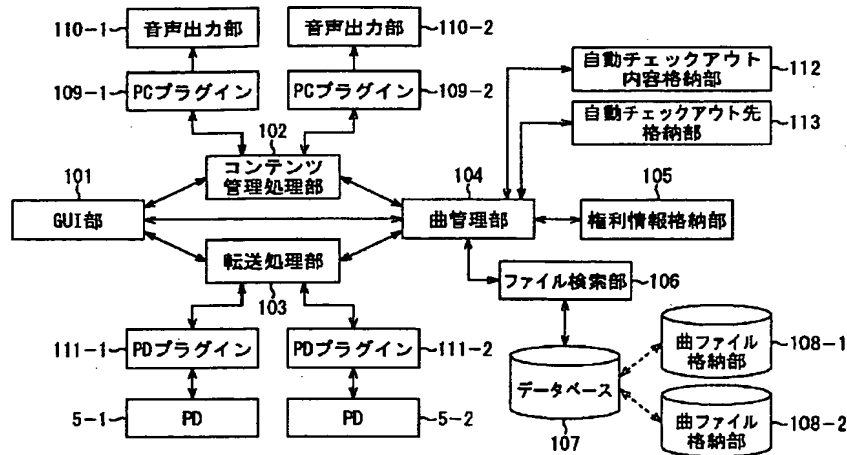 110-1
音声出力部
音声出力部
110-2
109-1
PCプラグイン
PCプラグイン
109-2
自動チェックアウト
内容格納部
112
自動チェックアウト先
格納部
113
102
コンテンツ
管理処理部
101
GUI部
104
曲管理部
105
権利情報格納部
転送処理部
103
ファイル検索部
106
111-1
PDプラグイン
PDプラグイン
111-2
5-1
PD
PD
5-2
データベース
107
曲ファイル
格納部
108-1
曲ファイル
格納部
108-2